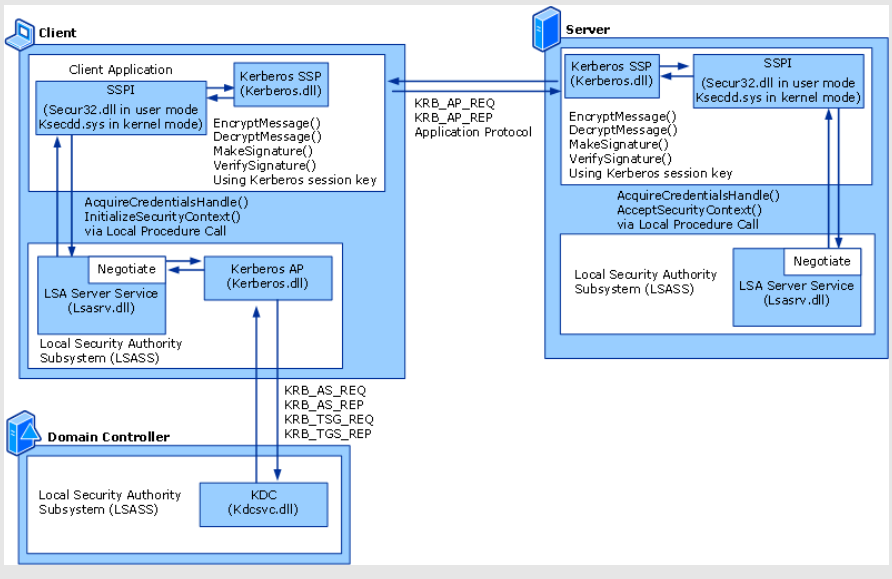 Client
Client Application
SSPI
(Secur32.dll in user mode
Ksecdd.sys in kernel mode)
Kerberos SSP
(Kerberos.dll)
EncryptMessage()
DecryptMessage()
MakeSignature()
VerifySignature()
Using Kerberos session key
AcquireCredentialsHandle()
InitializeSecurityContext()
via Local Procedure Call
Negotiate
LSA Server Service
(Lsasrv.dll)
Kerberos AP
(Kerberos.dll)
Local Security Authority
Subsystem (LSASS)
KRB_AP_REQ
KRB_AP_REP
Application Protocol
Server
Kerberos SSP
(Kerberos.dll)
SSPI
(Secur32.dll in user mode
Ksecdd.sys in kernel mode)
EncryptMessage()
DecryptMessage()
MakeSignature()
VerifySignature()
Using Kerberos session key
AcquireCredentialsHandle()
AcceptSecurityContext()
via Local Procedure Call
Local Security Authority
Subsystem (LSASS)
Negotiate
LSA Server Service
(Lsasrv.dll)
KRB_AS_REQ
KRB_AS_REP
KRB_TSG_REQ
KRB_TGS_REP
Domain Controller
Local Security Authority
Subsystem (LSASS)
KDC
(Kdcsvc.dll)